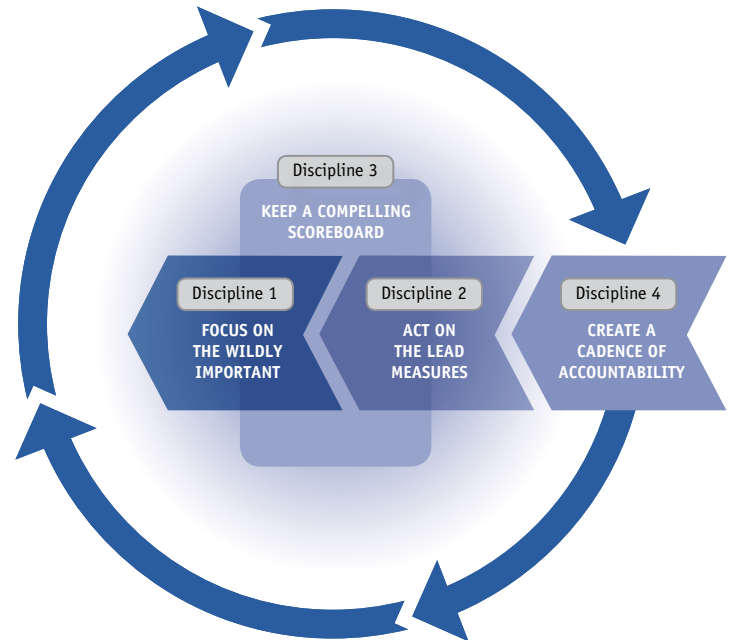 Discipline 3
KEEP A COMPELLING
SCOREBOARD
Discipline 1
FOCUS ON
THE WILDLY
IMPORTANT
Discipline 2
ACT ON
THE LEAD
MEASURES
Discipline 4
CREATE A
CADENCE OF
ACCOUNTABILITY